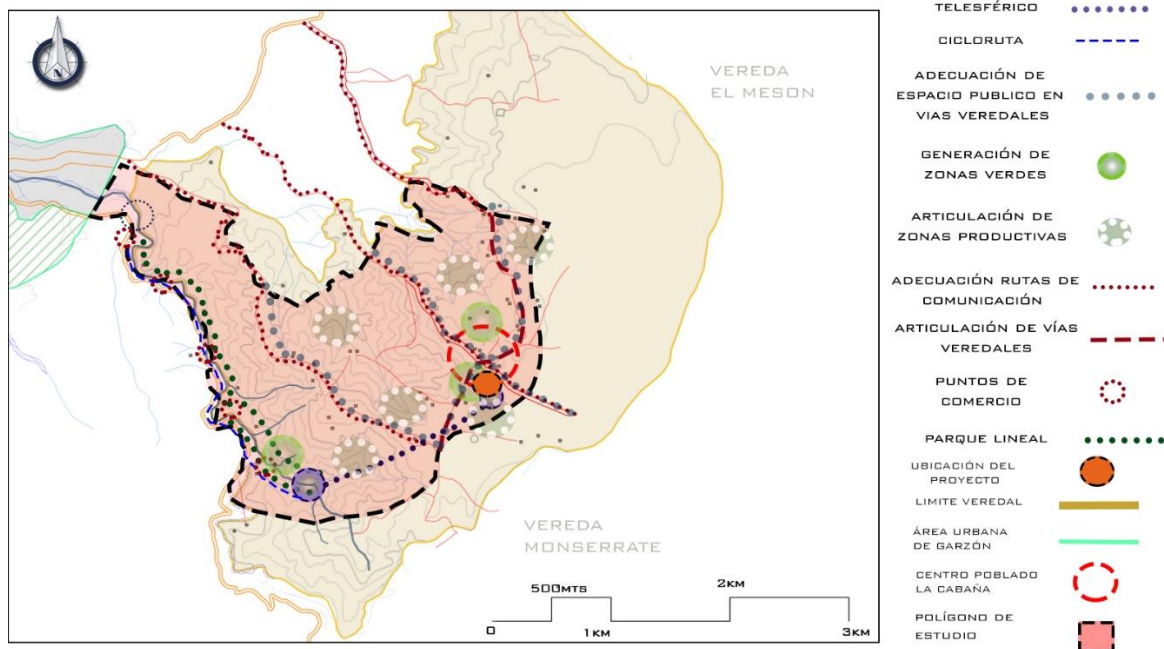 N
VEREDA
EL MESON
VEREDA
MONSERRATE
500MTS
2KM
0
1KM
3KM
TELESFÉRICO
CICLORUTA
ADECUACIÓN DE
ESPACIO PUBLICO EN
VIAS VEREDALES
GENERACIÓN DE
ZONAS VERDES
ARTICULACIÓN DE
ZONAS PRODUCTIVAS
ADECUACIÓN RUTAS DE
COMUNICACIÓN
ARTICULACIÓN DE VÍAS
VEREDALES
PUNTOS DE
COMERCIO
PARQUE LINEAL
UBICACIÓN DEL
PROYECTO
LIMITE VEREDAL
ÁREA URBANA
DE GARZÓN
CENTRO POBLADO
LA CABAÑA
POLÍGONO DE
ESTUDIO